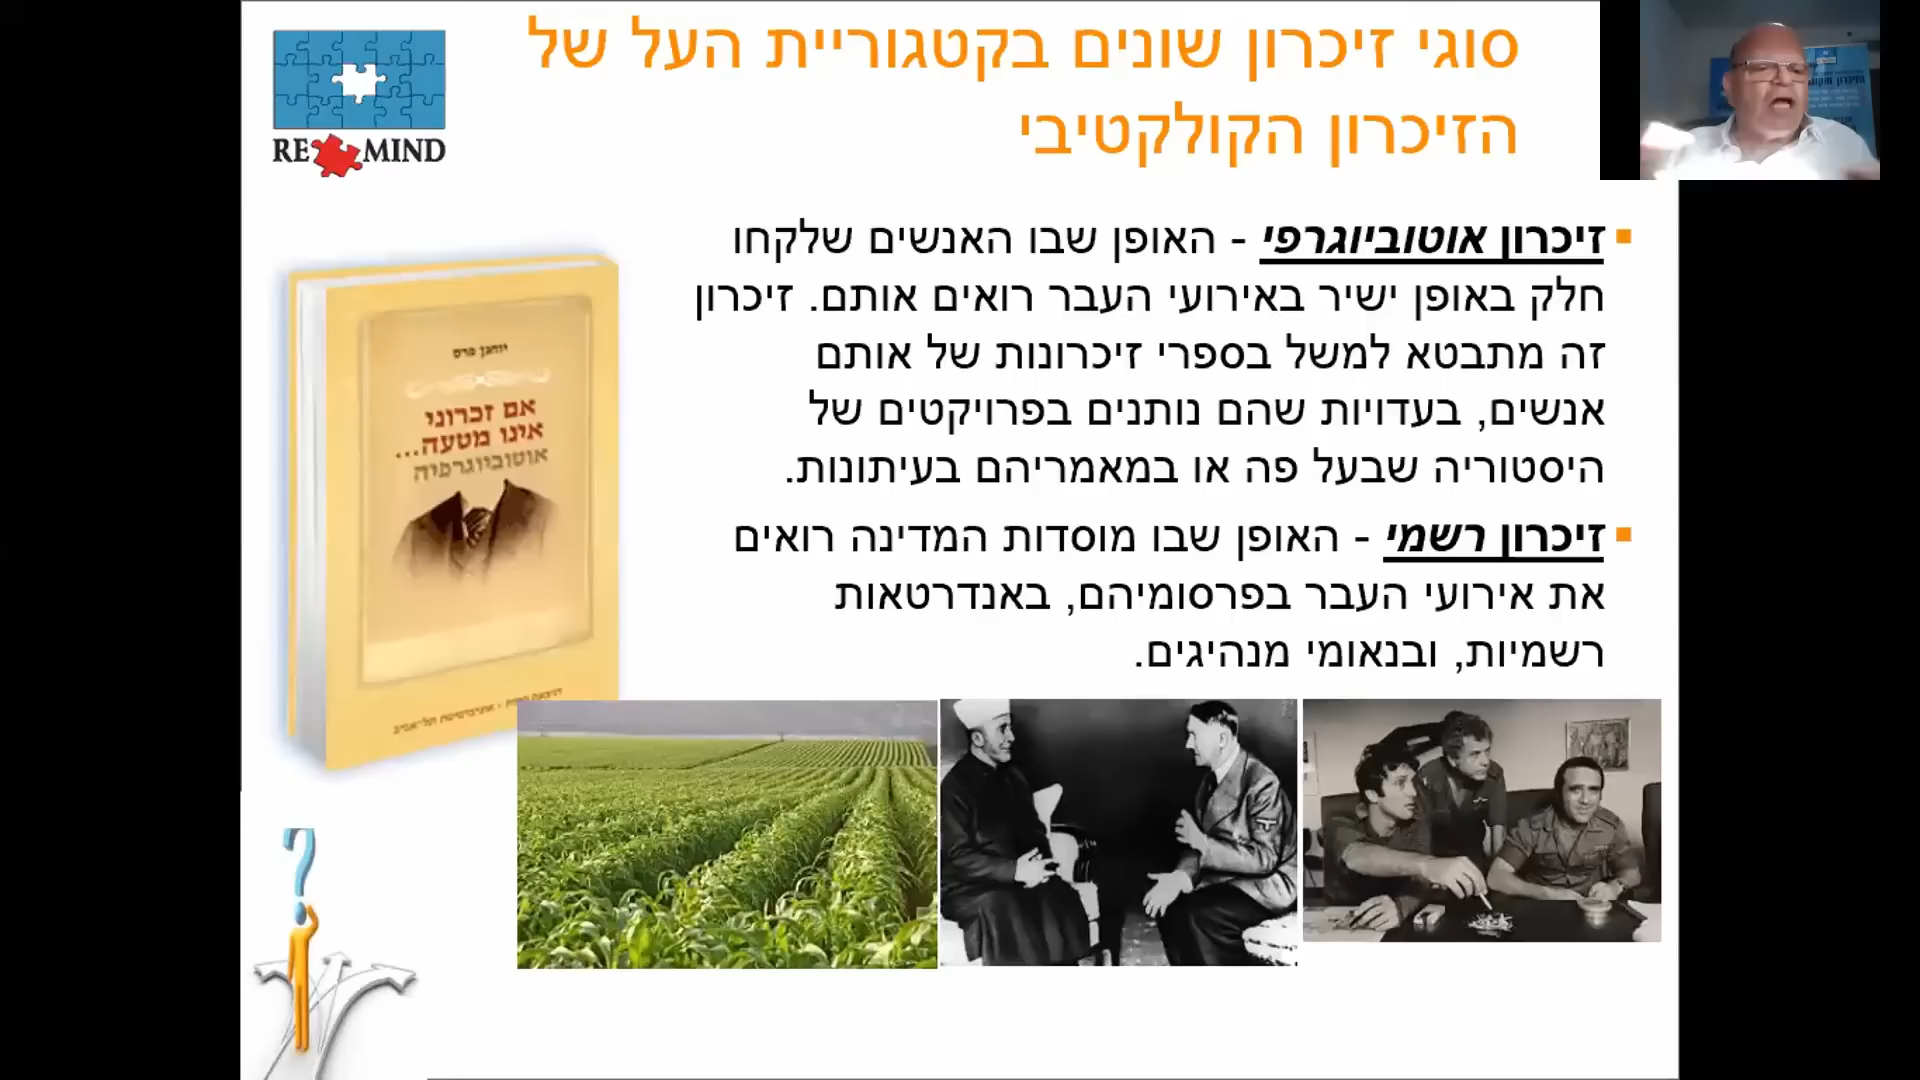 סוגי זיכרון שונים בקטגוריית העל של
הזיכרון הקולקטיבי
RE MIND
זיכרון אוטוביוגרפי - האופן שבו האנשים שלקחו
חלק באופן ישיר באירועי העבר רואים אותם. זיכרון
זה מתבטא למשל בספרי זיכרונות של אותם
אנשים, בעדויות שהם נותנים בפרויקטים של
היסטוריה שבעל פה או במאמריהם בעיתונות.
זיכרון רשמי - האופן שבו מוסדות המדינה רואים
את אירועי העבר בפרסומיהם, באנדרטאות
רשמיות, ובנאומי מנהיגים.
יוחנן פרס
אם זכרוני
אינו מטעה...
אוטוביוגרפיה
אוניברסיטת תל-אביב